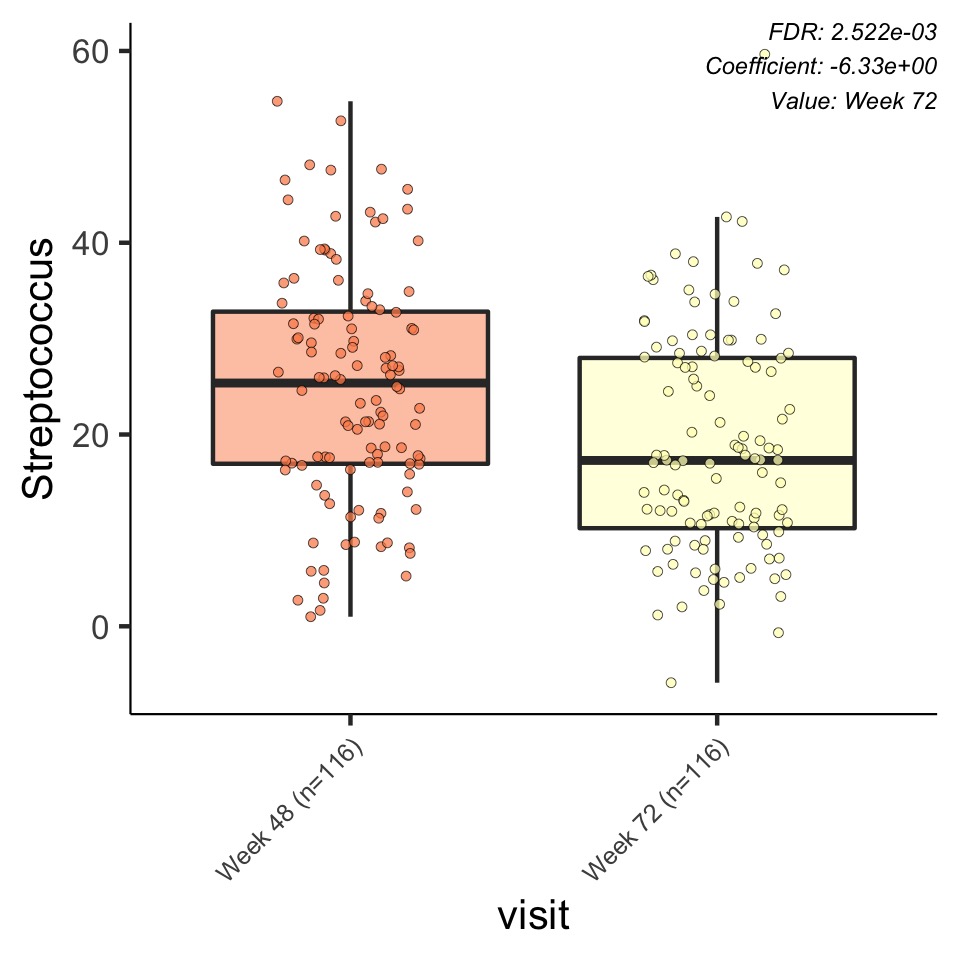 FDR: 2.522e-03
Coefficient: -6.33e+00
Value: Week 72
60
40
20
0
Streptococcus
Week 48 (n=116)
Week 72 (n=116)
visit